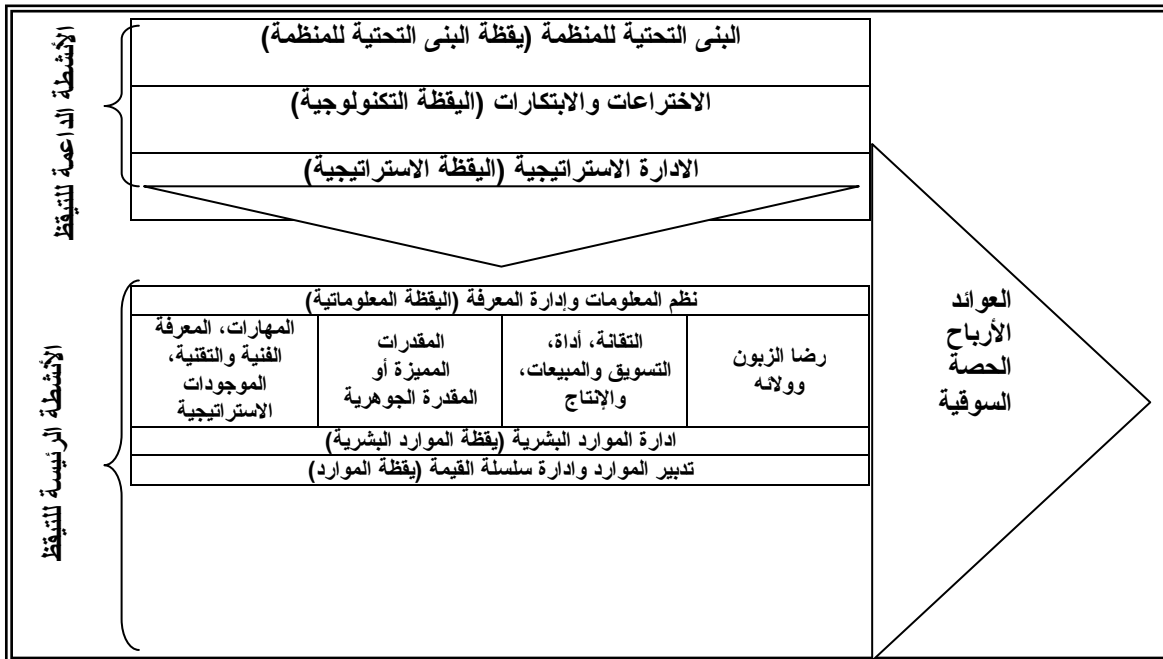 الأنشطة الداعمة للتيقظ
البنى التحتية للمنظمة (يقظة البنى التحتية للمنظمة)
الاختراعات والابتكارات (اليقظة التكنولوجية)
الادارة الاستراتيجية (اليقظة الاستراتيجية)
الأنشطة الرئيسة للتيقظ
نظم المعلومات وإدارة المعرفة (اليقظة المعلوماتية)
رضا الزبون
وولائه
التقانة، أداة،
التسويق والمبيعات،
والإنتاج
المقدرات
المميزة أو
المقدرة الجوهرية
المهارات، المعرفة
الفنية والتقنية،
الموجودات
الاستراتيجية
ادارة الموارد البشرية (يقظة الموارد البشرية)
تدبير الموارد وادارة سلسلة القيمة (يقظة الموارد)
العوائد
الأرباح
الحصة
السوقية